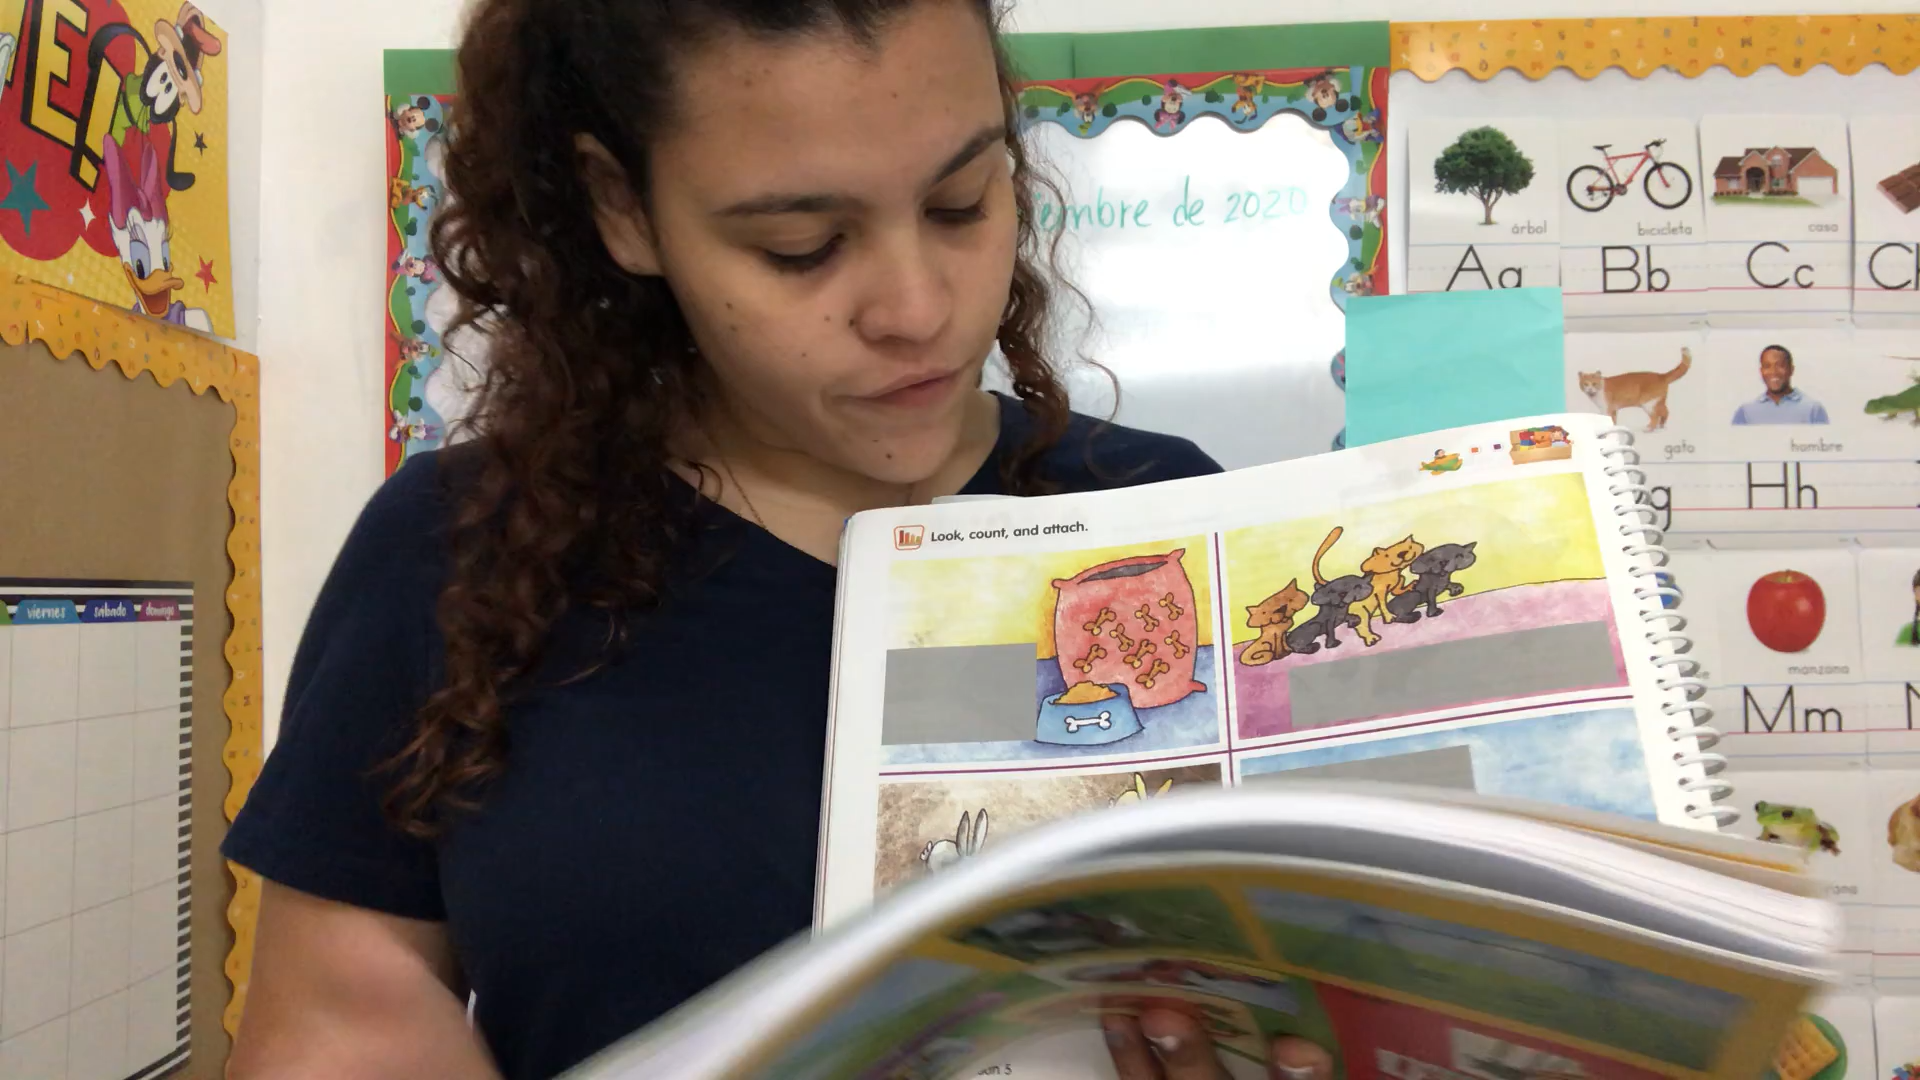 embre de 2020
árbol
bicicleta
casa
Aa
Bb
Cc
gato
hombre
g
Hh
Look, count, and attach.
viernes
sábado
domingo
manzana
Mm
rana